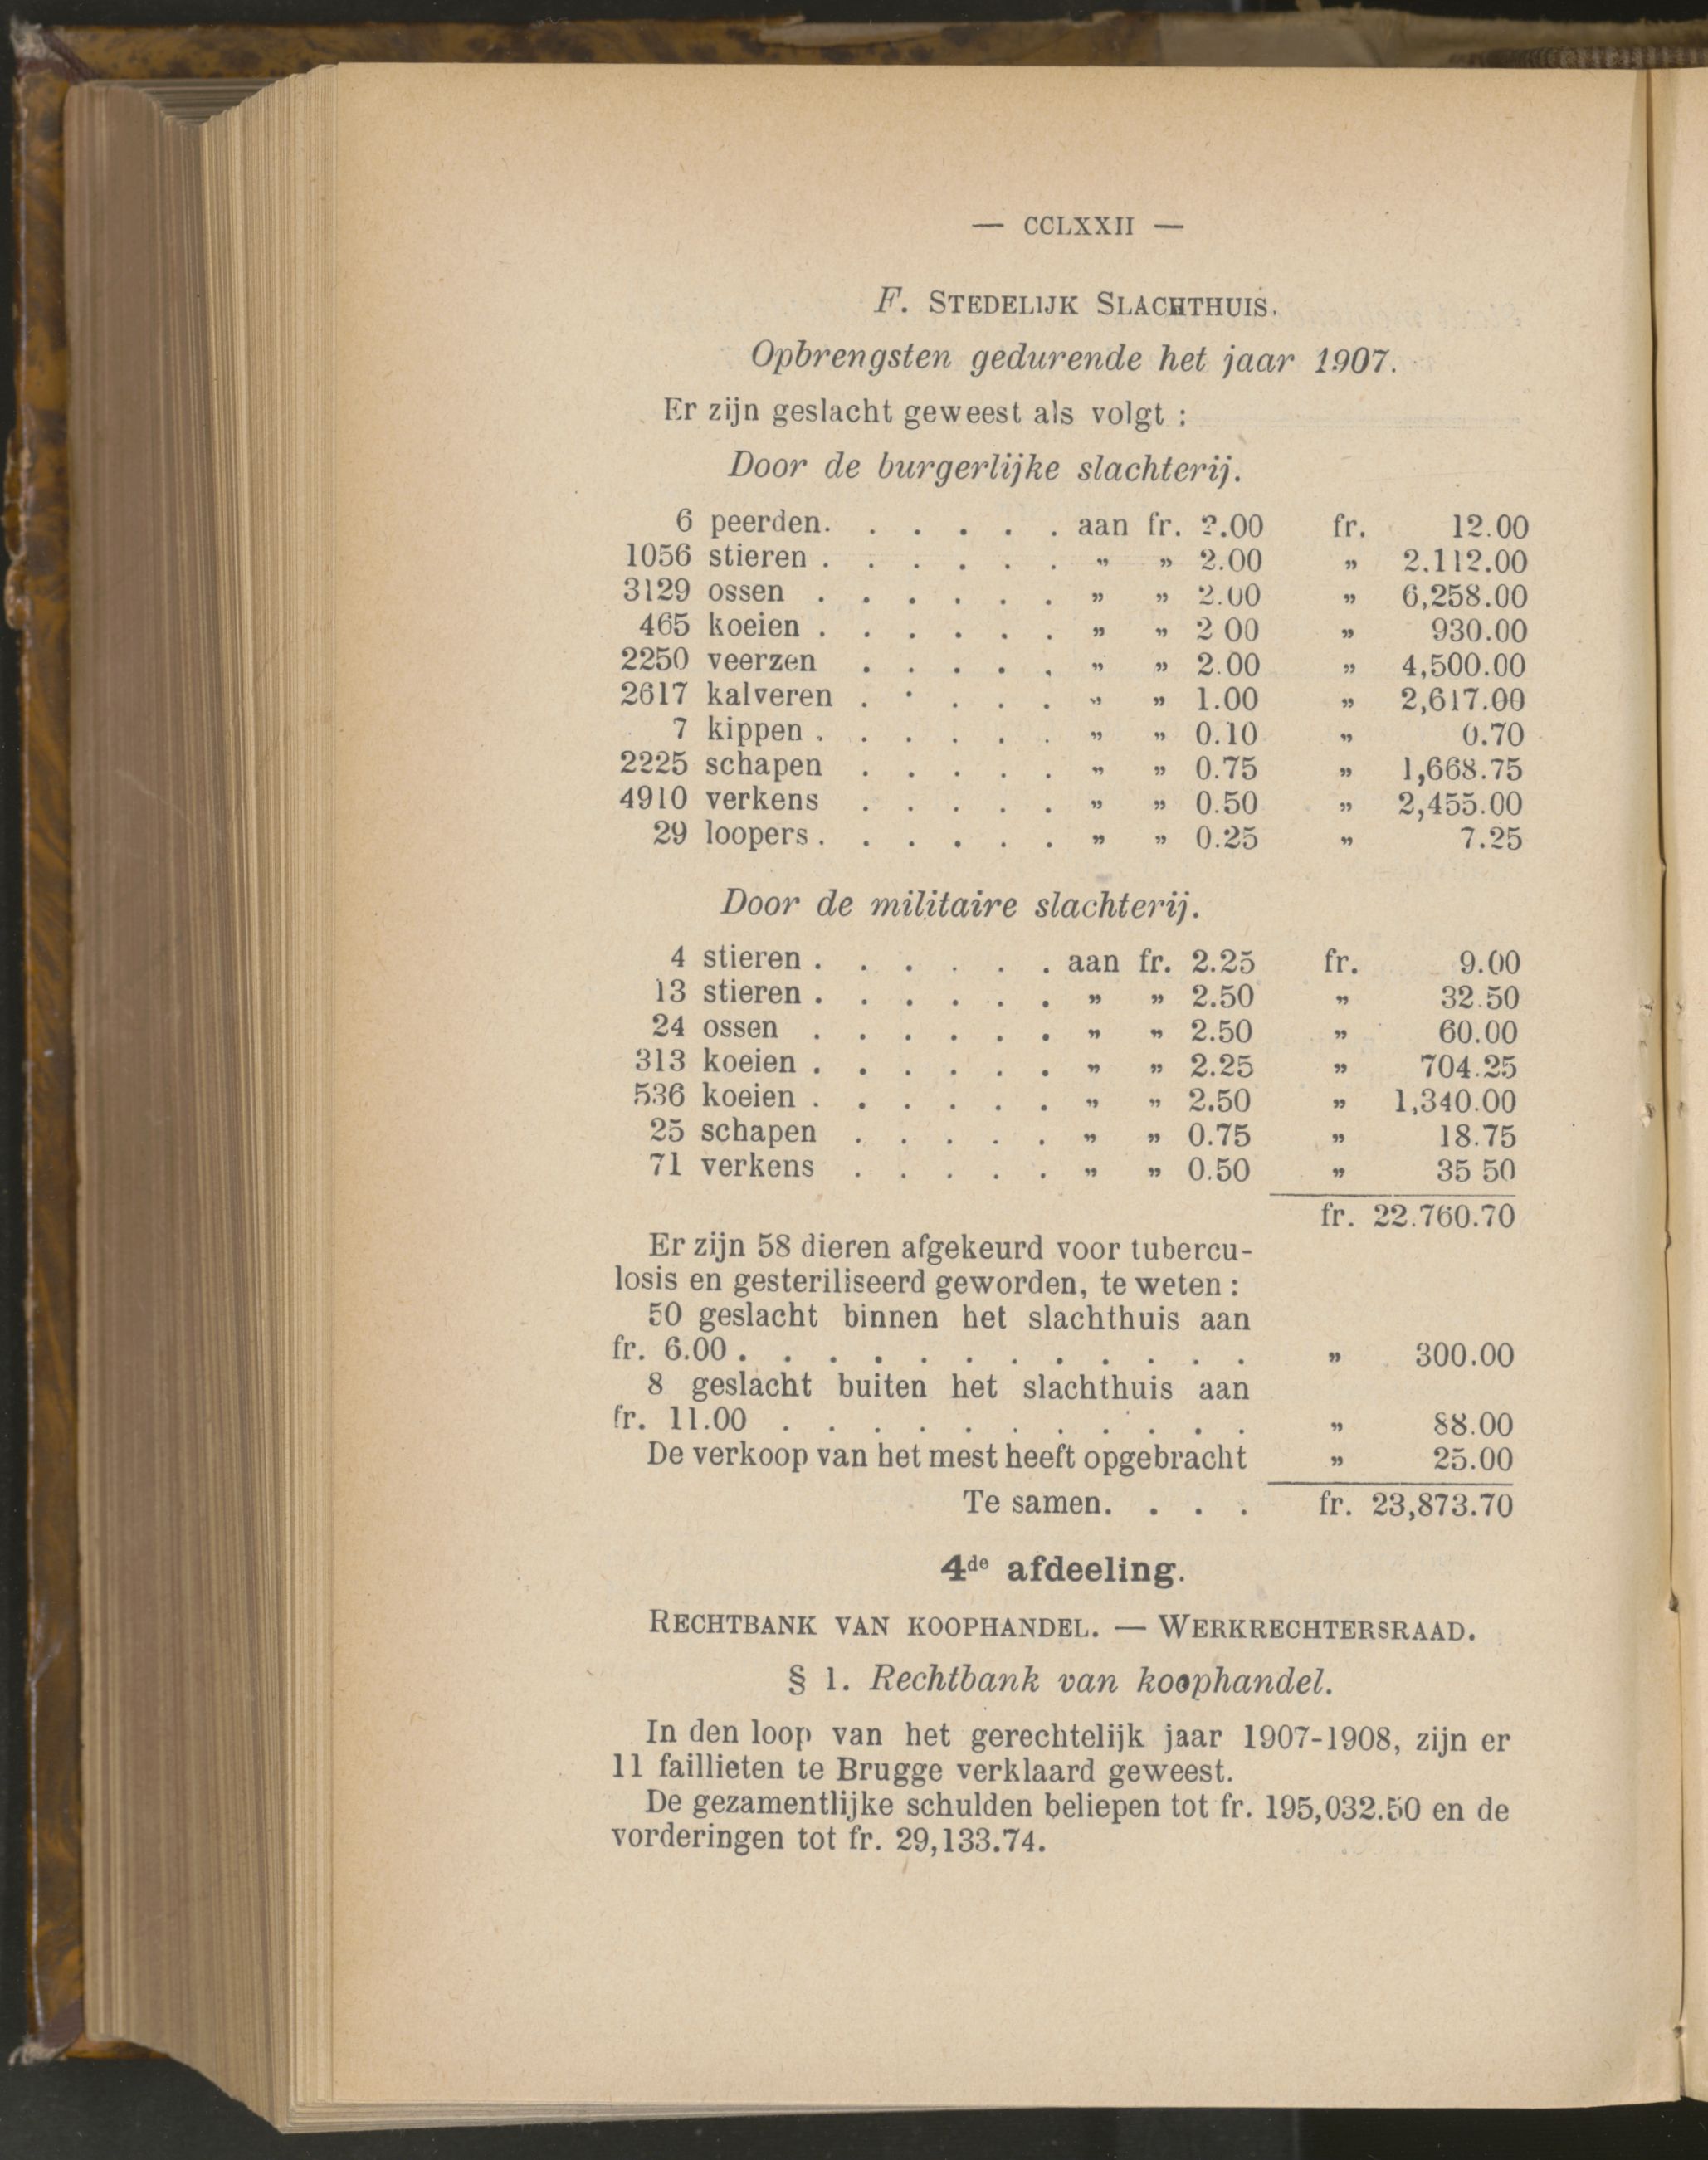 — CCLXXII —
F. STEDELIJK SLACHTHUIS.
Opbrengsten gedurende het jaar 1907.
Er zijn geslacht geweest als volgt :
Door de burgerlijke slachterij.
6 peerden. . . . . . aan fr. 2.00 fr. 12.00
1056 stieren . . . . . . „ „ 2.00 „ 2.112.00
3129 ossen . . . . . . „ „ 2.00 „ 6,258.00
465 koeien . . . . . . „ „ 2 00 „ 930.00
2250 veerzen . . . . . „ „ 2.00 „ 4,500.00
2617 kalveren . . . . . „ „ 1.00 „ 2,617.00
7 kippen . . . . . . „ „ 0.10 „ 0.70
2225 schapen . . . . . „ „ 0.75 „ 1,668.75
4910 verkens . . . . . „ „ 0.50 „ 2,455.00
29 loopers . . . . . . „ „ 0.25 „ 7.25
Door de militaire slachterij.
4 stieren . . . . . . aan fr. 2.25 fr. 9.00
13 stieren . . . . . . „ „ 2.50 „ 32.50
24 ossen . . . . . . „ „ 2.50 „ 60.00
313 koeien . . . . . . „ „ 2.25 „ 704.25
536 koeien . . . . . . „ „ 2.50 „ 1,340.00
25 schapen . . . . . „ „ 0.75 „ 18.75
71 verkens . . . . . „ „ 0.50 „ 35 50
fr. 22.760.70
Er zijn 58 dieren afgekeurd voor tubercu-
losis en gesteriliseerd geworden, te weten :
50 geslacht binnen het slachthuis aan
fr. 6.00 . . . . . . . . . . . . „ 300.00
8 geslacht buiten het slachthuis aan
fr. 11.00 . . . . . . . . . . . „ 88.00
De verkoop van het mest heeft opgebracht „ 25.00
Te samen. . . . fr. 23,873.70
4de afdeeling.
RECHTBANK VAN KOOPHANDEL. — WERKRECHTERSRAAD.
§ 1. Rechtbank van koophandel.
In den loop van het gerechtelijk jaar 1907-1908, zijn er
11 faillieten te Brugge verklaard geweest.
De gezamentlijke schulden beliepen tot fr. 195,032.50 en de
vorderingen tot fr. 29,133.74.